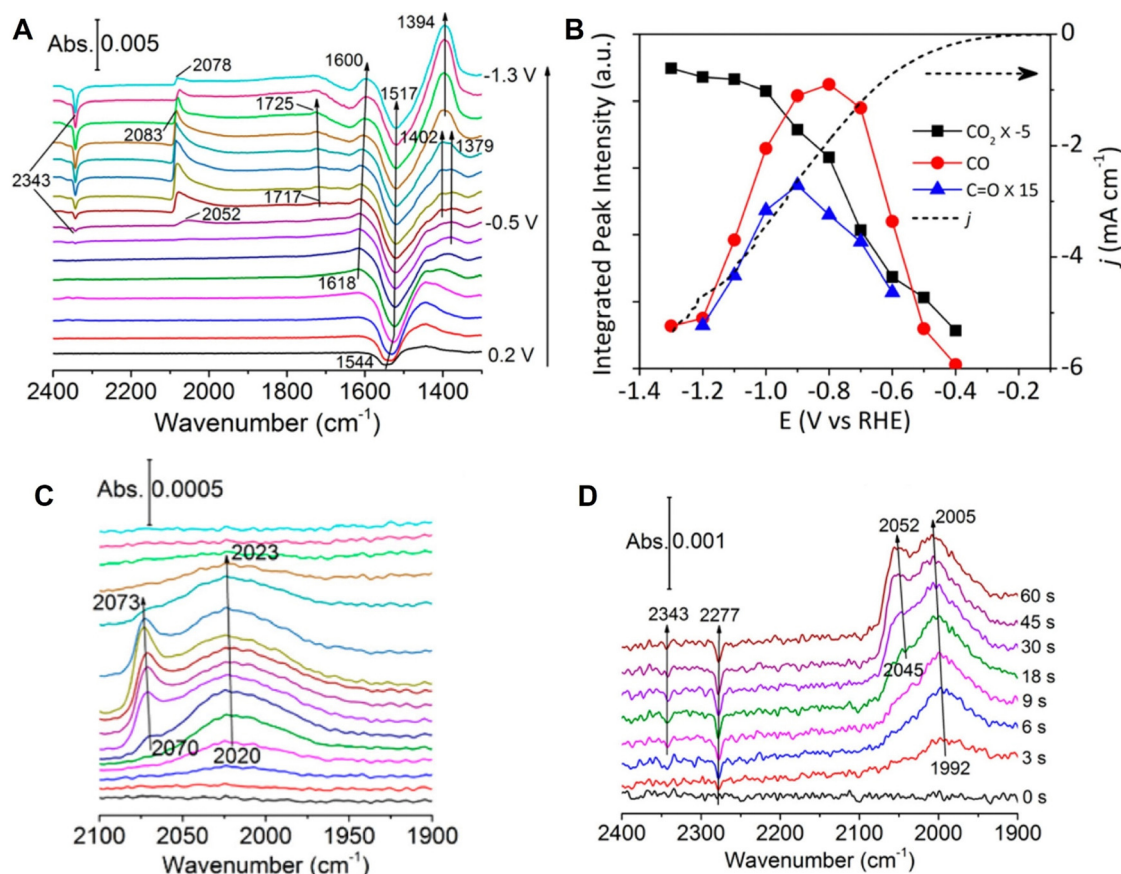 A
Abs. 0.005
2078
1600
1394
-1.3 V
1725
1517
2083
1402
1379
2343
1717
2052
-0.5 V
1618
1544
0.2 V
2400 2300 2200 2100 2000 1600 1500 1400
Wavenumber (cm⁻¹)
B
Integrated Peak Intensity (a.u.)
CO₂ X -5
CO
C=O X 15
j
0
-2
-4
-6
j (mA cm⁻¹)
-1.4 -1.2 -1.0 -0.8 -0.6 -0.4 -0.2
E (V vs RHE)
C
Abs. 0.0005
2073
2023
2070
2020
2100 2050 2000 1950 1900
Wavenumber (cm⁻¹)
D
Abs. 0.001
2052
2005
2343
2277
60 s
45 s
30 s
2045
18 s
9 s
6 s
3 s
1992
0 s
2400 2300 2200 2100 2000 1900
Wavenumber (cm⁻¹)